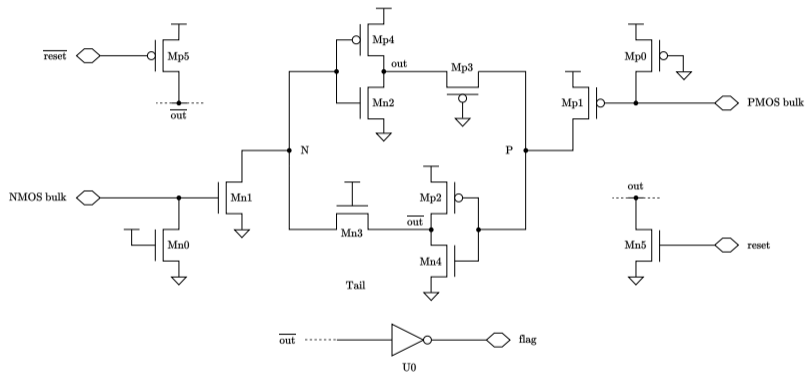 Mp4
reset
Mp5
out
Mp3
Mp0
Mn2
Mp1
PMOS bulk
out
N
P
out
NMOS bulk
Mn1
Mp2
out
Mn3
Mn0
Mn4
Mn5
reset
Tail
out
flag
U0